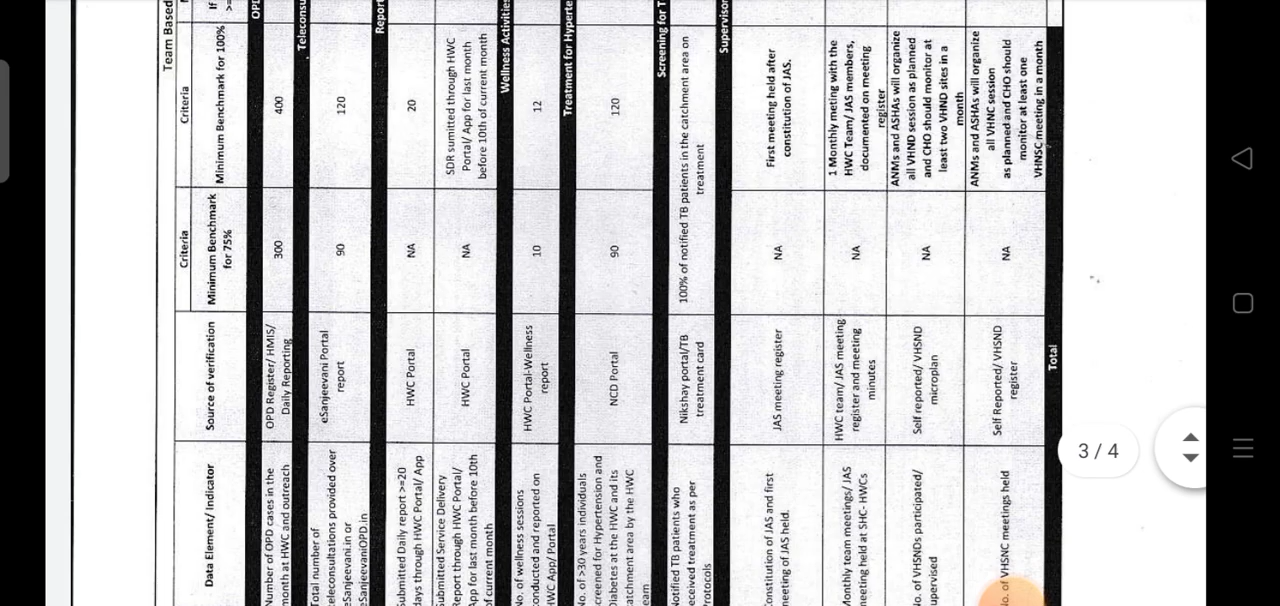 Team Based
Criteria
Criteria
If
>=
Data Element/ Indicator
Source of verification
Minimum Benchmark
for 75%
Minimum Benchmark for 100%
OPD
Number of OPD cases in the
month at HWC and outreach
OPD Register/ HMIS/
Daily Reporting
300
400
Teleconsu
Total number of
teleconsultations provided over
eSanjeevani.in or
eSanjeevaniOPD.in
eSanjeevani Portal
report
90
120
Report
Submitted Daily report >=20
days through HWC Portal/ App
HWC Portal
NA
20
Submitted Service Delivery
Report through HWC Portal/
App for last month before 10th
of current month
HWC Portal
NA
SDR sumitted through HWC
Portal/ App for last month
before 10th of current month
Wellness Activities
No. of wellness sessions
conducted and reported on
HWC App/ Portal
HWC Portal-Wellness
report
10
12
Treatment for Hyperte
No. of >30 years individuals
screened for Hypertension and
Diabetes at the HWC and its
catchment area by the HWC
team
NCD Portal
90
120
Screening for T
Notified TB patients who
received treatment as per
Protocols
Nikshay portal/TB
treatment card
100% of notified TB patients in the catchment area on
treatment
Supervisor
Constitution of JAS and first
meeting of JAS held.
JAS meeting register
NA
First meeting held after
constitution of JAS.
Monthly team meetings/ JAS
meeting held at SHC- HWCs
HWC team/ JAS meeting
register and meeting
minutes
NA
1 Monthly meting with the
HWC Team/ JAS members,
documented on meeting
register
No. of VHSNDs participated/
supervised
Self reported/ VHSND
microplan
NA
ANMs and ASHAs will organize
all VHND session as planned
and CHO should monitor at
least two VHND sites in a
month
No. of VHSNC meetings held
Self Reported/ VHSND
register
NA
ANMs and ASHAs will organize
all VHNC session
as planned and CHO should
monitor at least one
VHNSC meeting in a month
Total
3 / 4